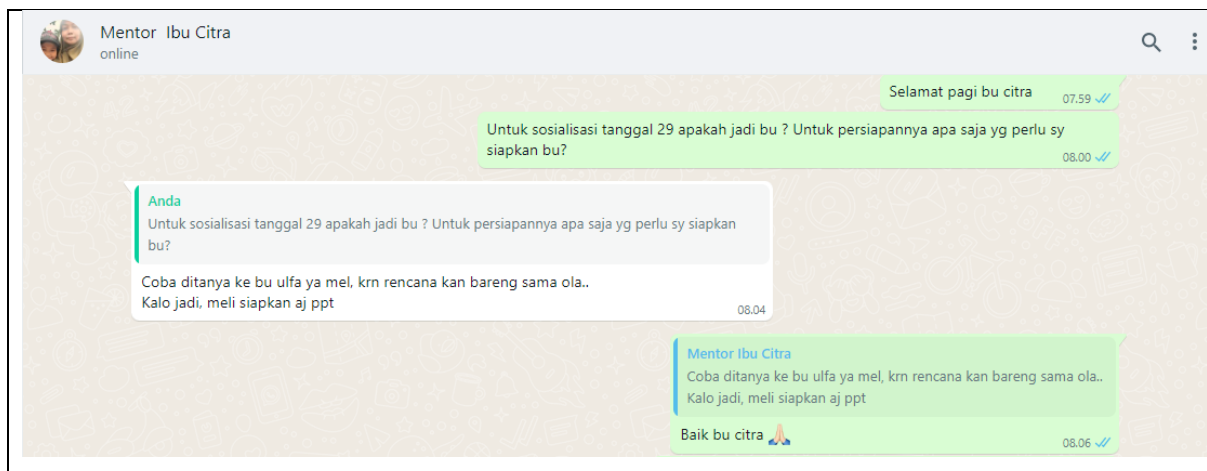 Mentor Ibu Citra
online
Selamat pagi bu citra
07.59
Untuk sosialisasi tanggal 29 apakah jadi bu ? Untuk persiapannya apa saja yg perlu sy
siapkan bu?
08.00
Anda
Untuk sosialisasi tanggal 29 apakah jadi bu ? Untuk persiapannya apa saja yg perlu sy siapkan
bu?
Coba ditanya ke bu ulfa ya mel, krn rencana kan bareng sama ola..
Kalo jadi, meli siapkan aj ppt
08.04
Mentor Ibu Citra
Coba ditanya ke bu ulfa ya mel, krn rencana kan bareng sama ola..
Kalo jadi, meli siapkan aj ppt
Baik bu citra 🙏🏻
08.06